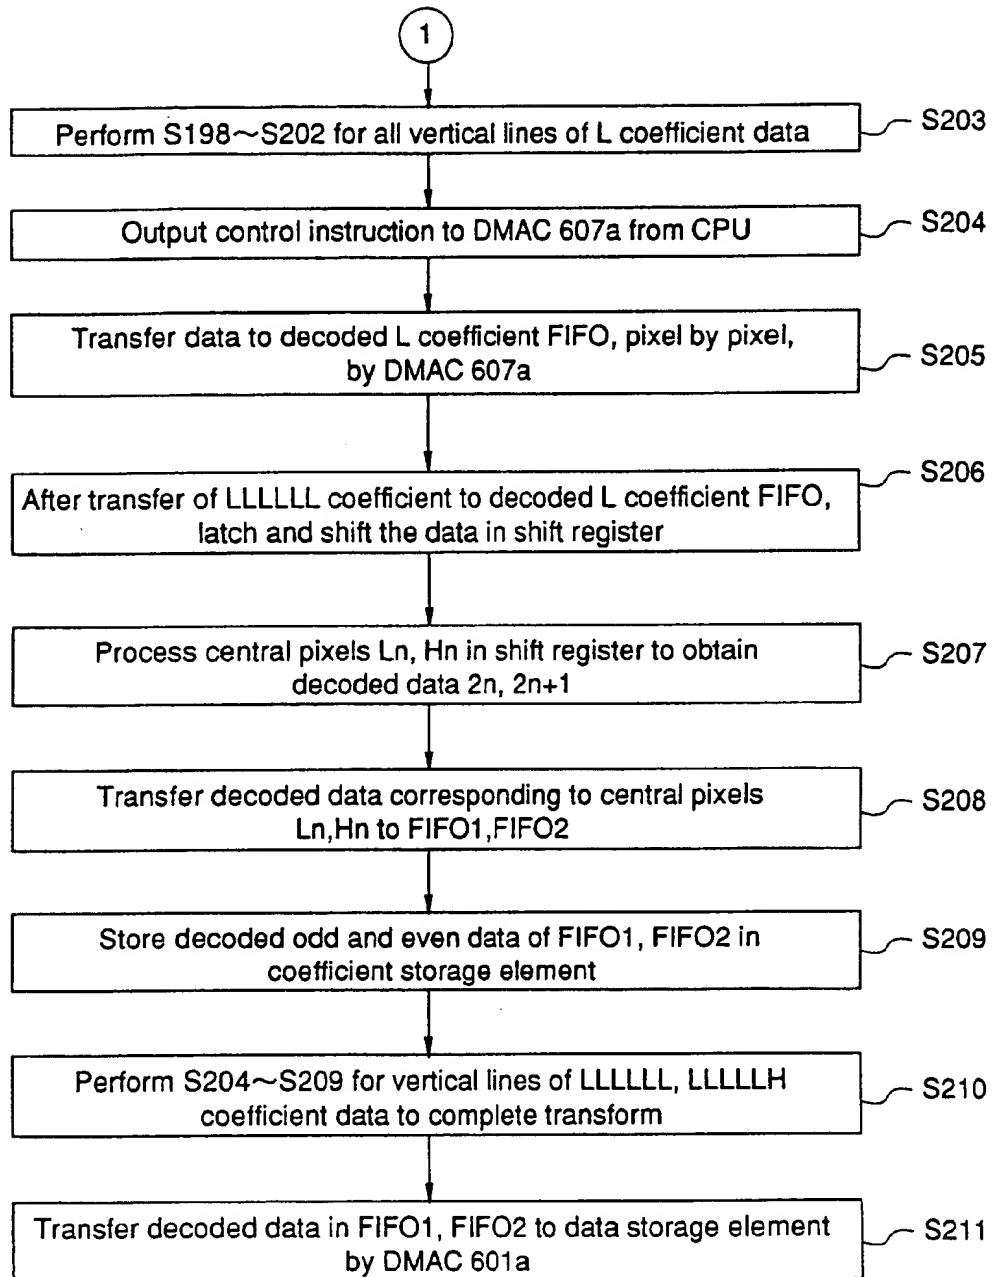 1
Perform S198~S202 for all vertical lines of L coefficient data
S203
Output control instruction to DMAC 607a from CPU
S204
Transfer data to decoded L coefficient FIFO, pixel by pixel,
by DMAC 607a
S205
After transfer of LLLLLL coefficient to decoded L coefficient FIFO,
latch and shift the data in shift register
S206
Process central pixels Ln, Hn in shift register to obtain
decoded data 2n, 2n+1
S207
Transfer decoded data corresponding to central pixels
Ln,Hn to FIFO1,FIFO2
S208
Store decoded odd and even data of FIFO1, FIFO2 in
coefficient storage element
S209
Perform S204~S209 for vertical lines of LLLLLL, LLLLLH
coefficient data to complete transform
S210
Transfer decoded data in FIFO1, FIFO2 to data storage element
by DMAC 601a
S211